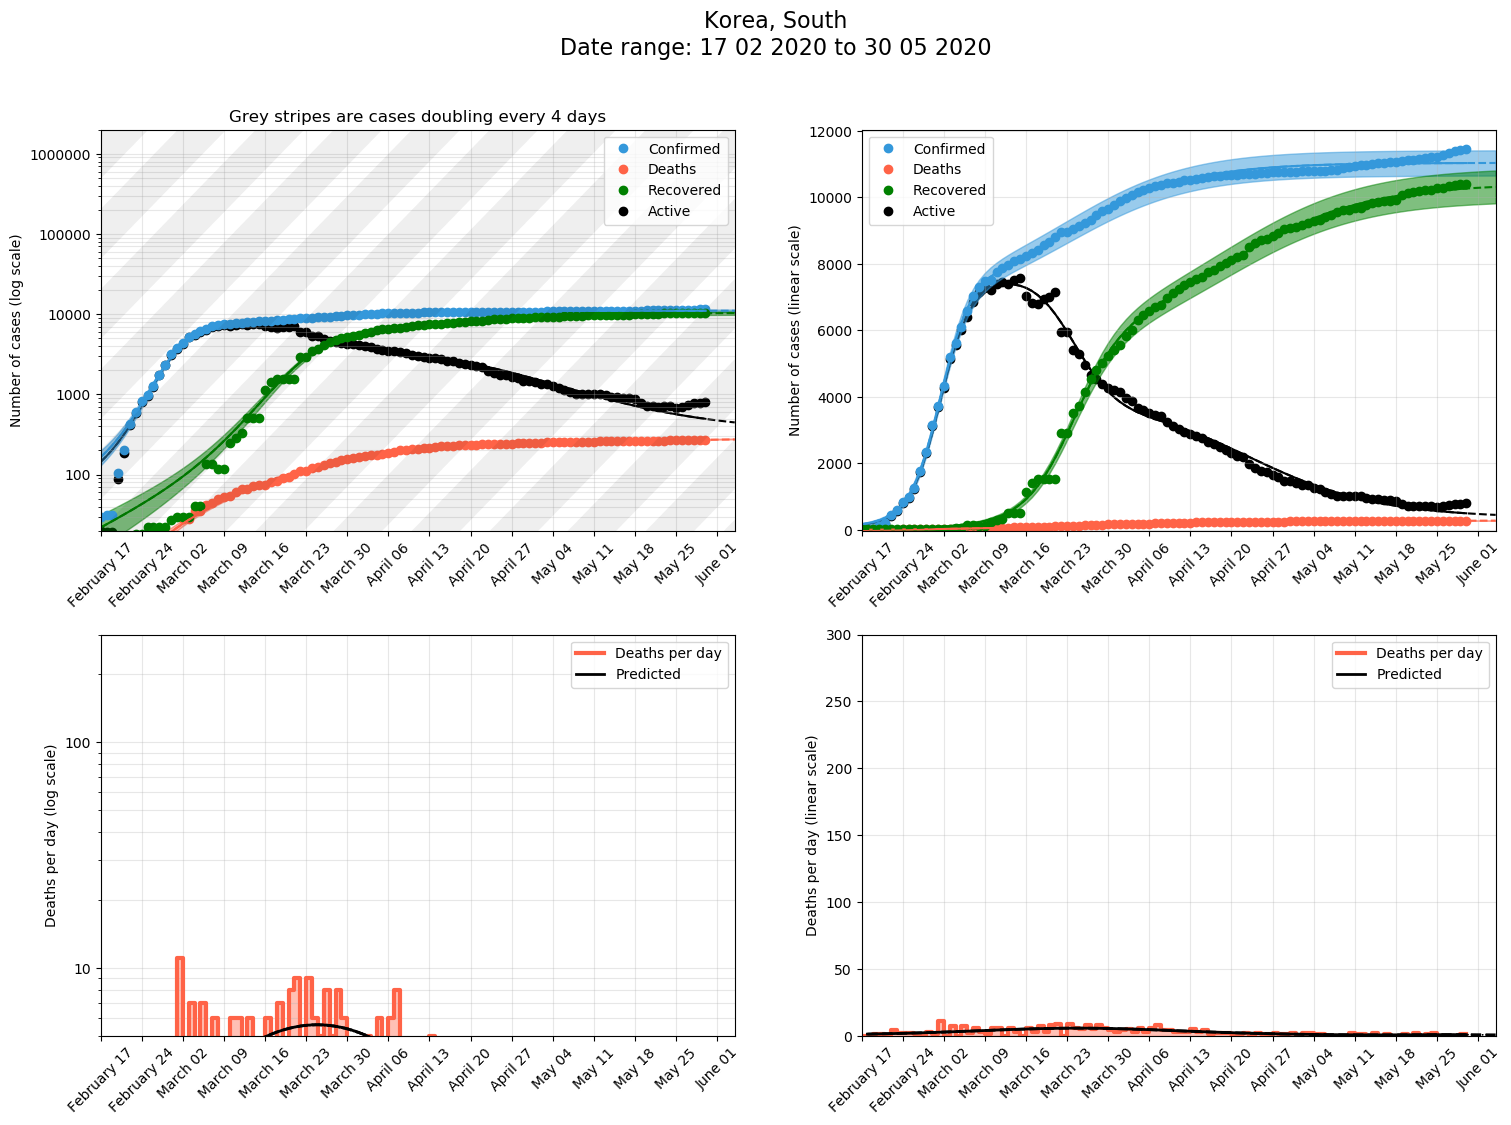 Korea, South
Date range: 17 02 2020 to 30 05 2020
Grey stripes are cases doubling every 4 days
Number of cases (log scale)
1000000
100000
10000
1000
100
Confirmed
Deaths
Recovered
Active
February 17
February 24
March 02
March 09
March 16
March 23
March 30
April 06
April 13
April 20
April 27
May 04
May 11
May 18
May 25
June 01
Number of cases (linear scale)
12000
10000
8000
6000
4000
2000
0
Confirmed
Deaths
Recovered
Active
February 17
February 24
March 02
March 09
March 16
March 23
March 30
April 06
April 13
April 20
April 27
May 04
May 11
May 18
May 25
June 01
Deaths per day (log scale)
100
10
Deaths per day
Predicted
February 17
February 24
March 02
March 09
March 16
March 23
March 30
April 06
April 13
April 20
April 27
May 04
May 11
May 18
May 25
June 01
Deaths per day (linear scale)
300
250
200
150
100
50
0
Deaths per day
Predicted
February 17
February 24
March 02
March 09
March 16
March 23
March 30
April 06
April 13
April 20
April 27
May 04
May 11
May 18
May 25
June 01